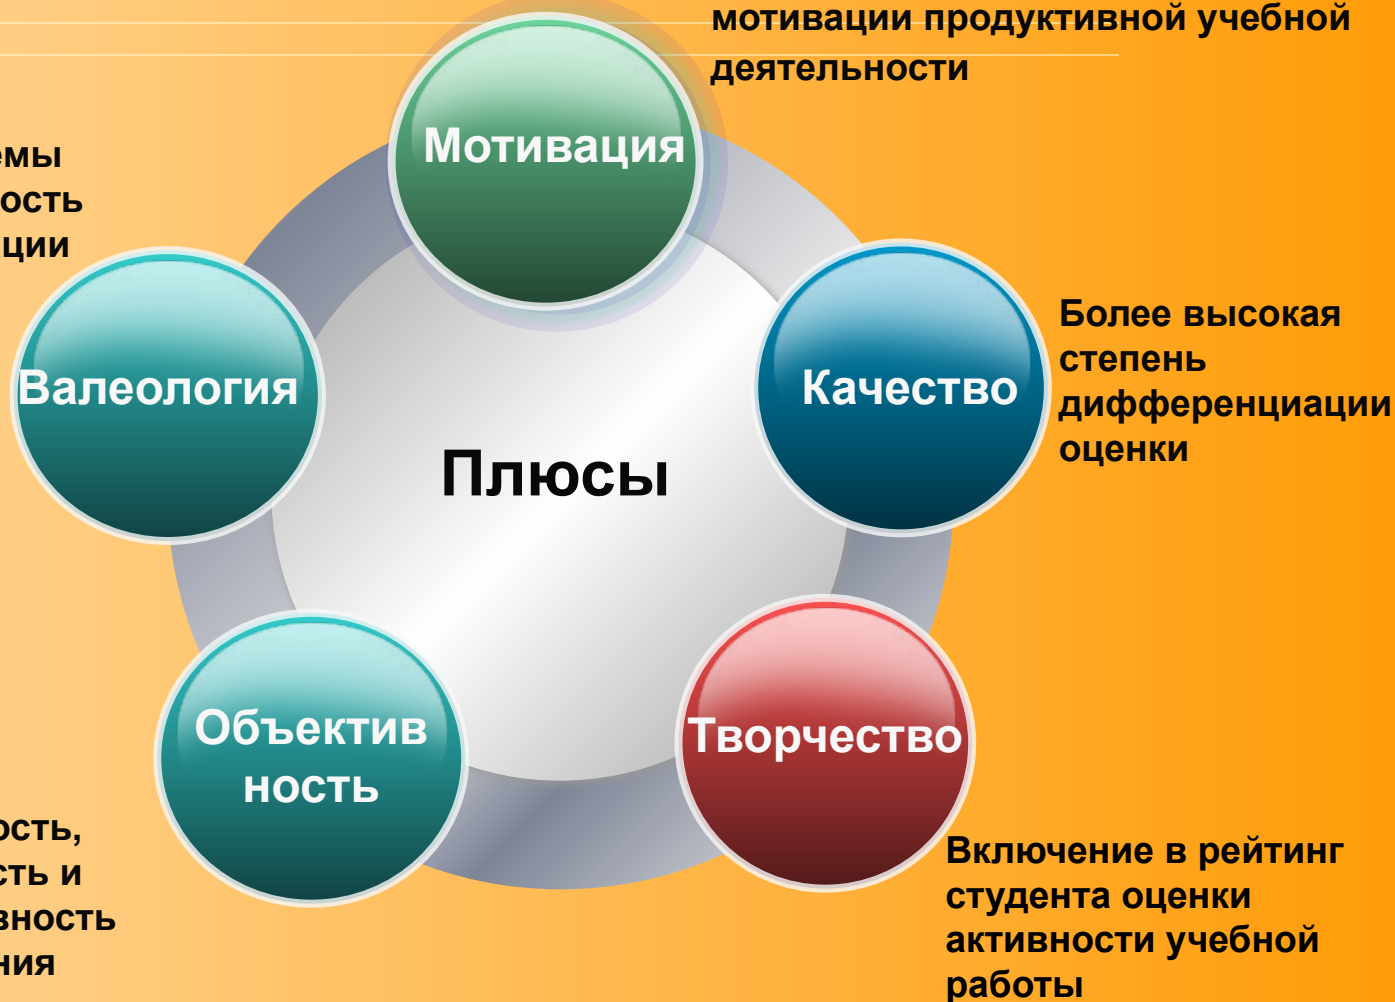 мотивации продуктивной учебной
деятельности
Мотивация
Валеология
Качество
Более высокая
степень
дифференциации
оценки
Плюсы
Объектив
ность
Творчество
сть и
Включение в рейтинг
студента оценки
активности учебной
работы